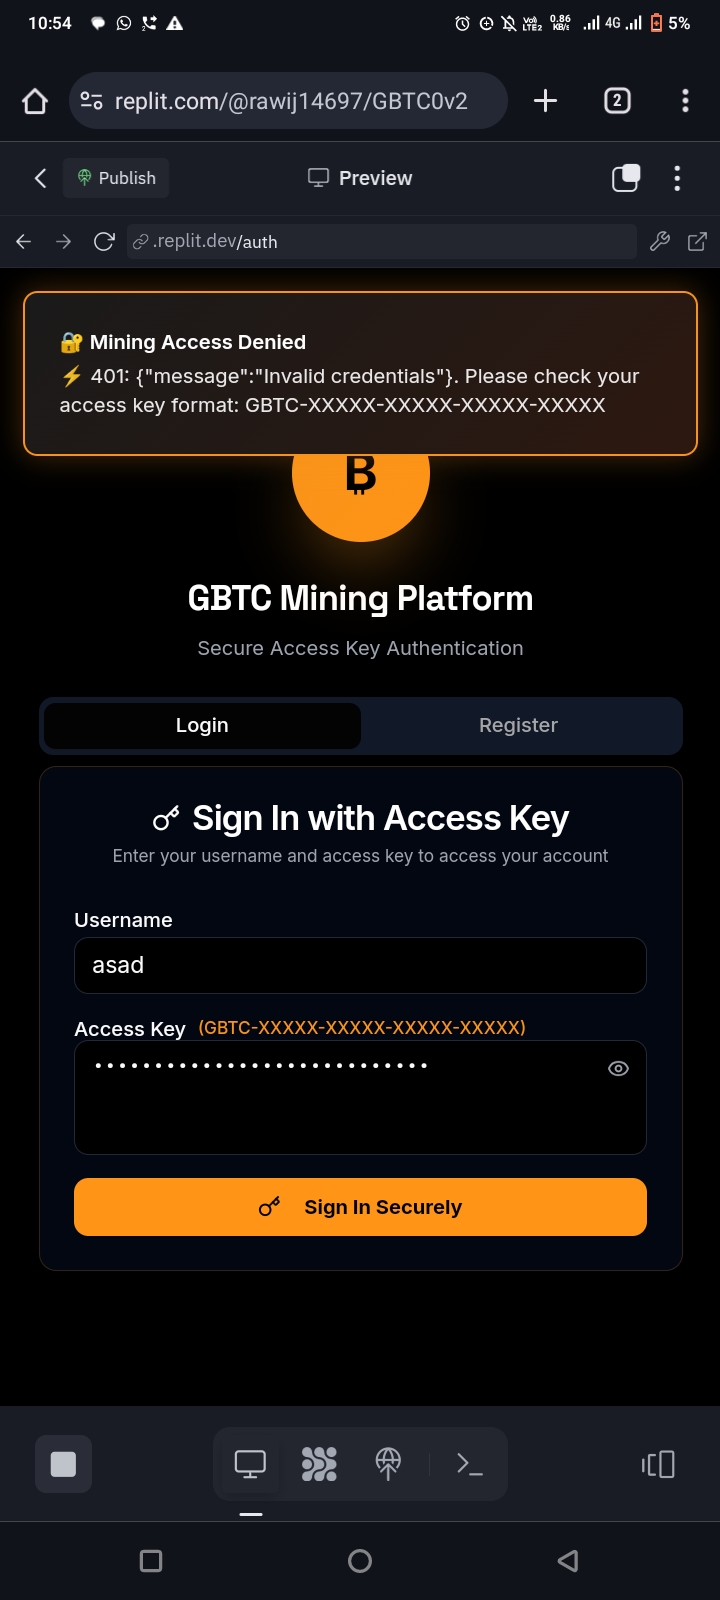 10:54
2
Vo)) LTE2
0.86 KB/s
4G
5%
replit.com/@rawij14697/GBTC0v2
2
Publish
Preview
.replit.dev/auth
🔐 Mining Access Denied
⚡ 401: {"message":"Invalid credentials"}. Please check your
access key format: GBTC-XXXXX-XXXXX-XXXXX-XXXXX
₿
GBTC Mining Platform
Secure Access Key Authentication
Login
Register
Sign In with Access Key
Enter your username and access key to access your account
Username
asad
Access Key (GBTC-XXXXX-XXXXX-XXXXX-XXXXX)
••••••••••••••••••••••••••••
Sign In Securely